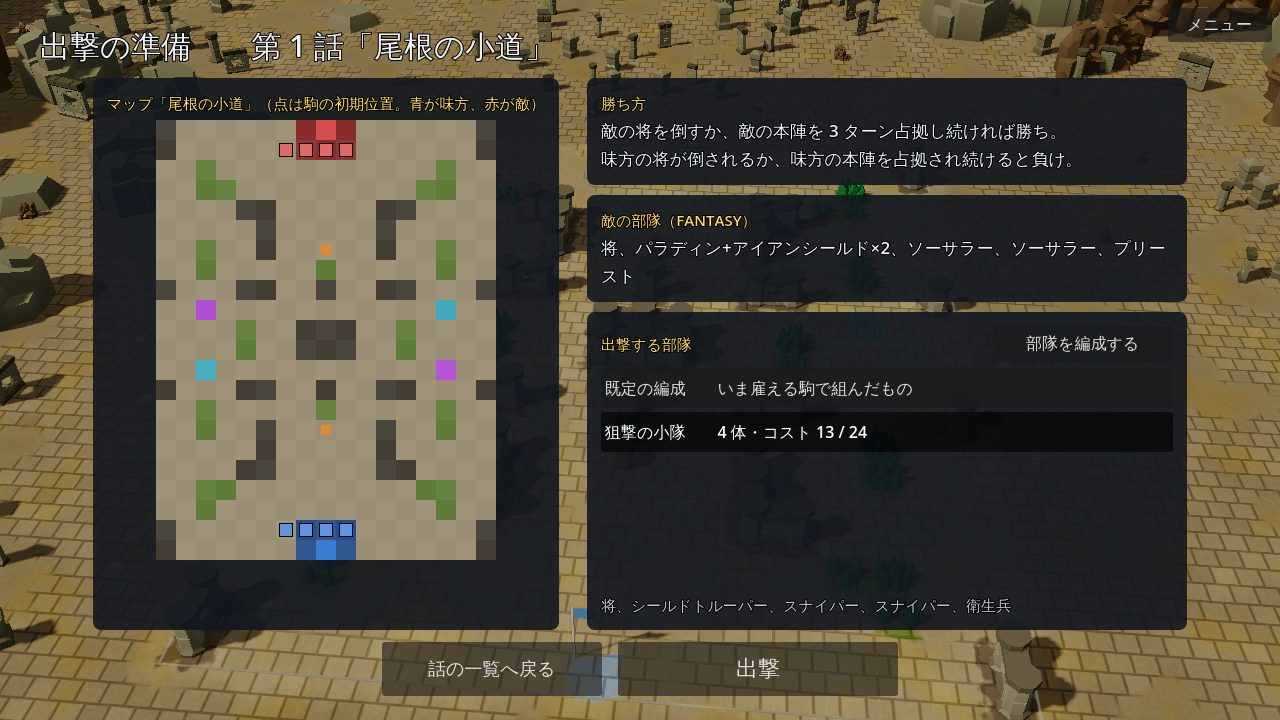 出撃の準備　　第 1 話「尾根の小道」
メニュー
マップ「尾根の小道」（点は駒の初期位置。青が味方、赤が敵）
勝ち方
敵の将を倒すか、敵の本陣を 3 ターン占拠し続ければ勝ち。
味方の将が倒されるか、味方の本陣を占拠され続けると負け。
敵の部隊（FANTASY）
将、パラディン+アイアンシールド×2、ソーサラー、ソーサラー、プリー
スト
出撃する部隊
部隊を編成する
既定の編成　　いま雇える駒で組んだもの
狙撃の小隊　　4 体・コスト 13 / 24
将、シールドトルーパー、スナイパー、スナイパー、衛生兵
話の一覧へ戻る
出撃